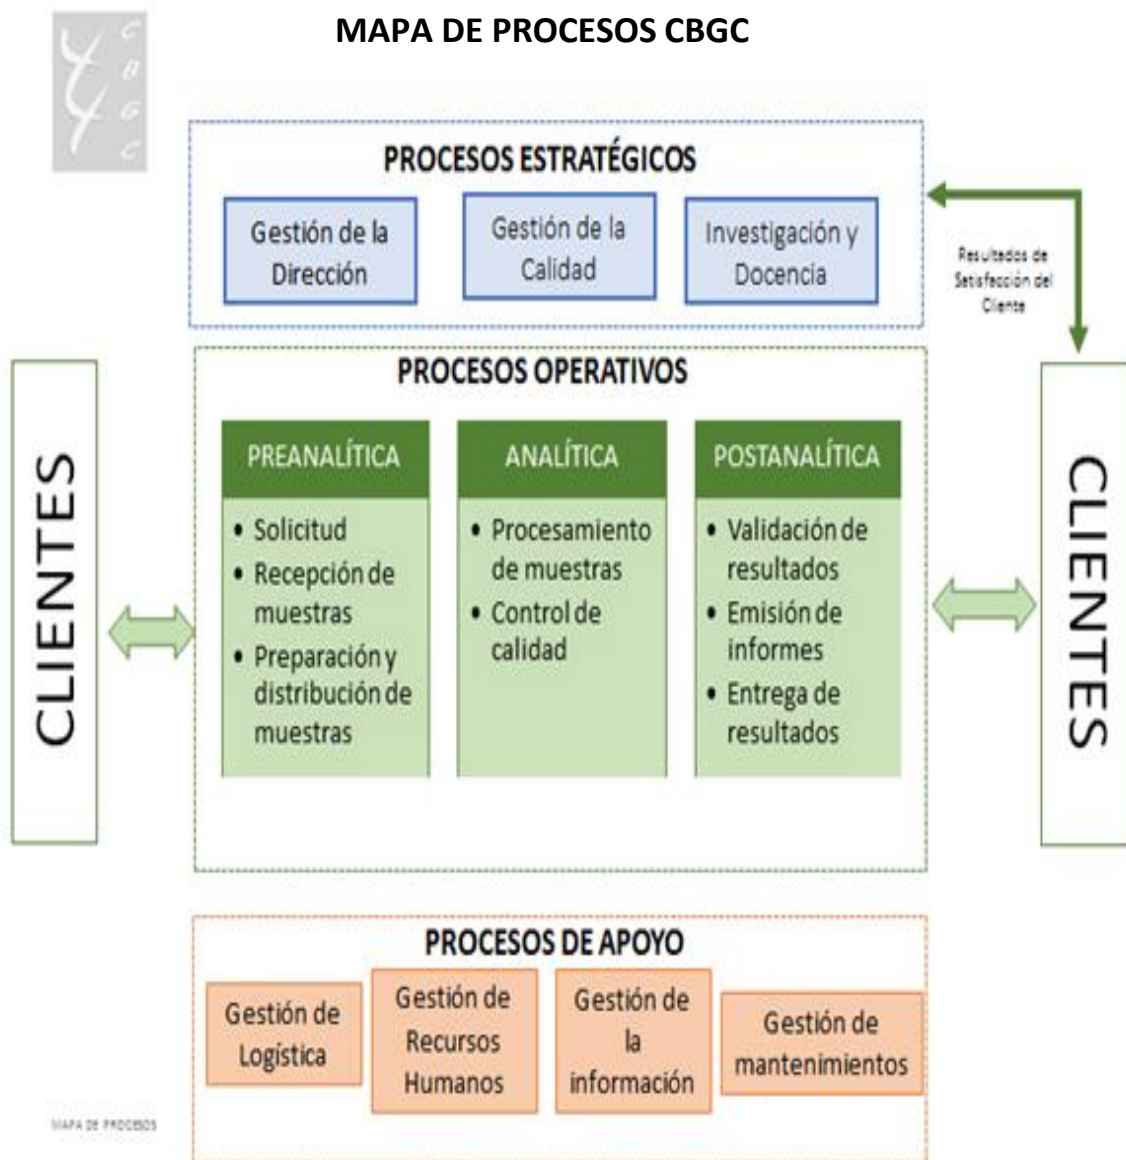 MAPA DE PROCESOS CBGC
C
B
G
C
PROCESOS ESTRATÉGICOS
Gestión de la
Dirección
Gestión de la
Calidad
Investigación y
Docencia
Resultados de
Satisfacción del
Cliente
PROCESOS OPERATIVOS
CLIENTES
PREANALÍTICA
• Solicitud
• Recepción de
muestras
• Preparación y
distribución de
muestras
ANALÍTICA
• Procesamiento
de muestras
• Control de
calidad
POSTANALÍTICA
• Validación de
resultados
• Emisión de
informes
• Entrega de
resultados
CLIENTES
PROCESOS DE APOYO
Gestión de
Logística
Gestión de
Recursos
Humanos
Gestión de
la
información
Gestión de
mantenimientos
MAPA DE PROCESOS